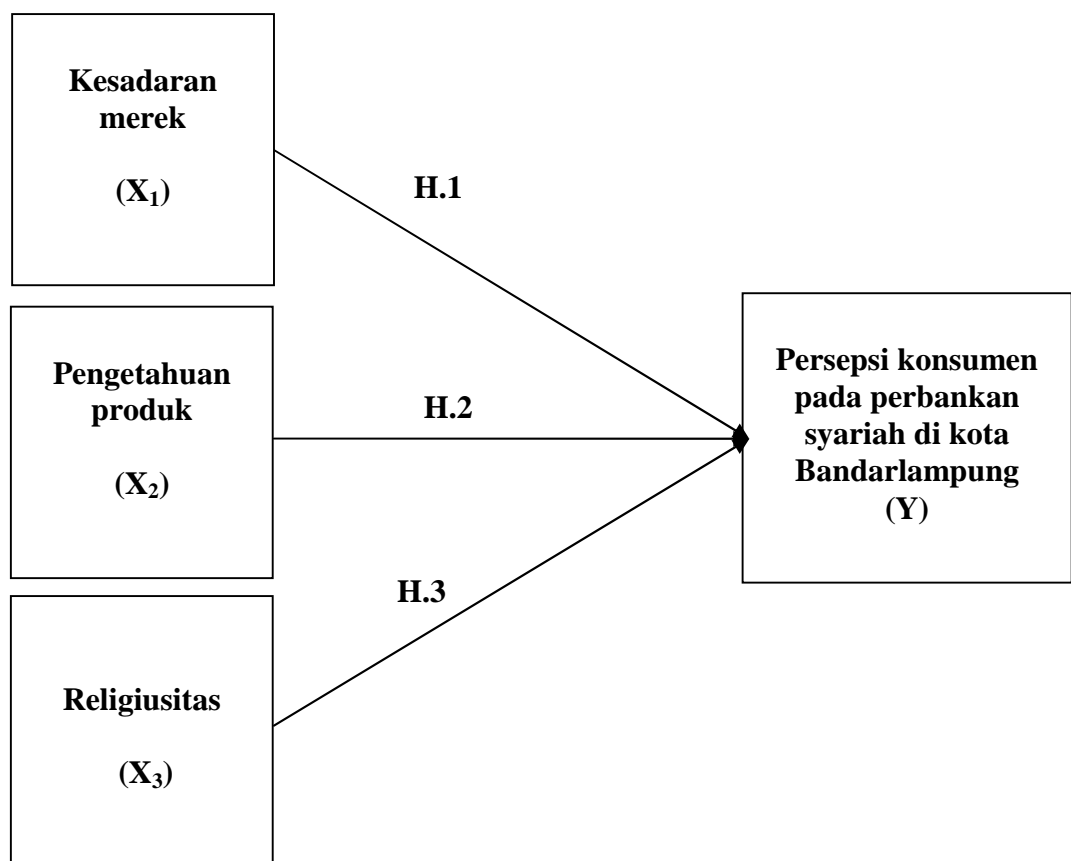 Kesadaran
merek
(X₁)
H.1
Pengetahuan
produk
(X₂)
H.2
Religiusitas
(X₃)
H.3
Persepsi konsumen
pada perbankan
syariah di kota
Bandarlampung
(Y)